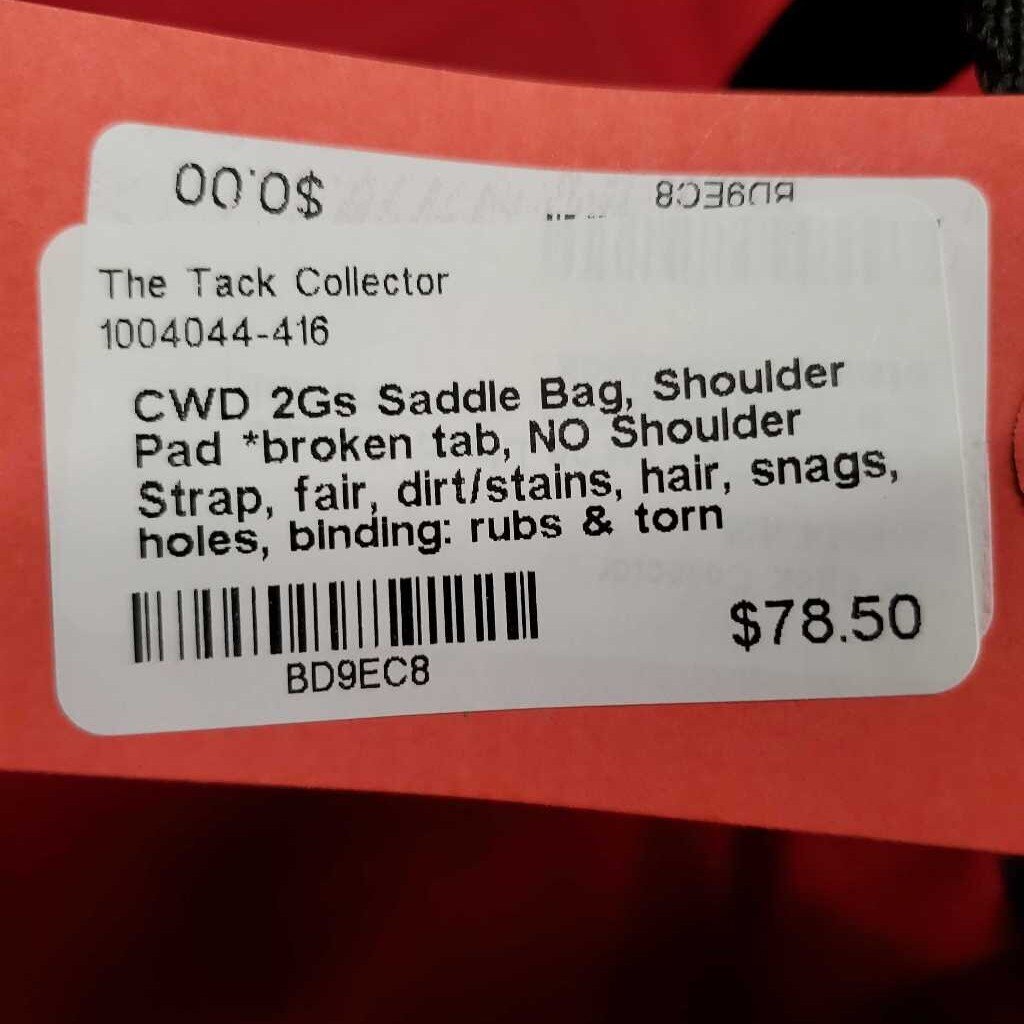 $0.00
BD9EC8
The Tack Collector
1004044-416
CWD 2Gs Saddle Bag, Shoulder
Pad *broken tab, NO Shoulder
Strap, fair, dirt/stains, hair, snags,
holes, binding: rubs & torn
$78.50
BD9EC8